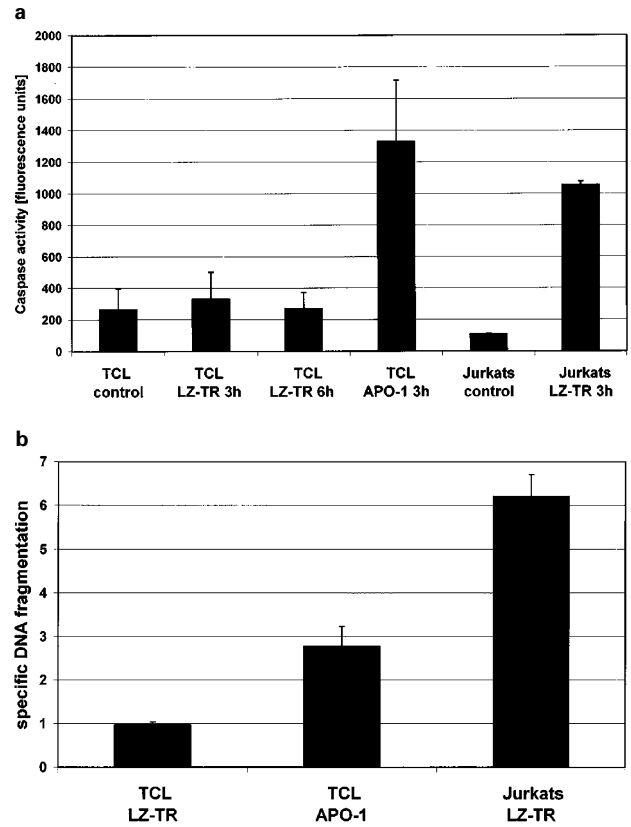 a
Caspase activity [fluorescence units]
2000
1800
1600
1400
1200
1000
800
600
400
200
0
TCL control
TCL LZ-TR 3h
TCL LZ-TR 6h
TCL APO-1 3h
Jurkats control
Jurkats LZ-TR 3h
b
specific DNA fragmentation
7
6
5
4
3
2
1
0
TCL LZ-TR
TCL APO-1
Jurkats LZ-TR